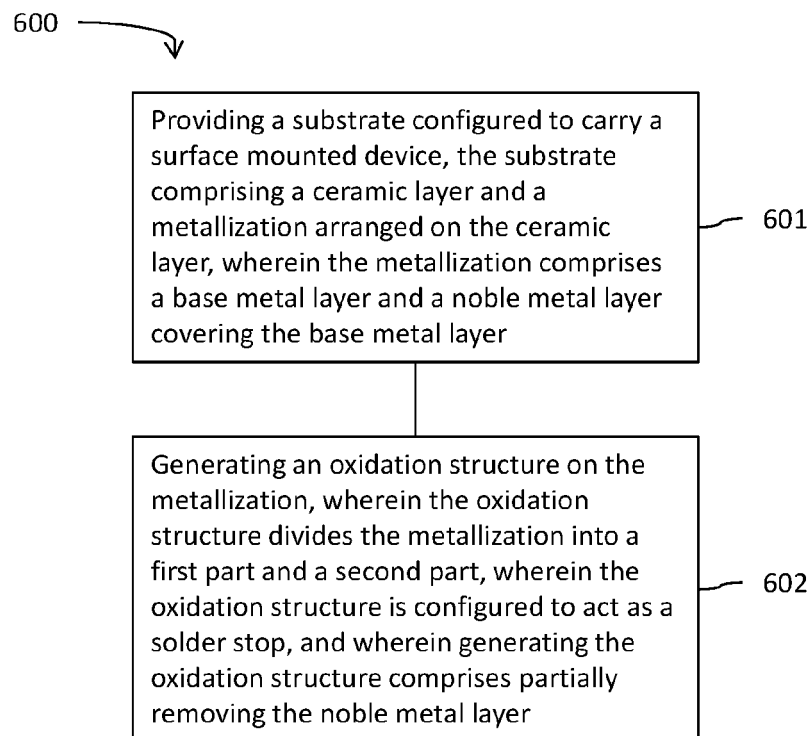 600
Providing a substrate configured to carry a
surface mounted device, the substrate
comprising a ceramic layer and a
metallization arranged on the ceramic
layer, wherein the metallization comprises
a base metal layer and a noble metal layer
covering the base metal layer
601
Generating an oxidation structure on the
metallization, wherein the oxidation
structure divides the metallization into a
first part and a second part, wherein the
oxidation structure is configured to act as a
solder stop, and wherein generating the
oxidation structure comprises partially
removing the noble metal layer
602